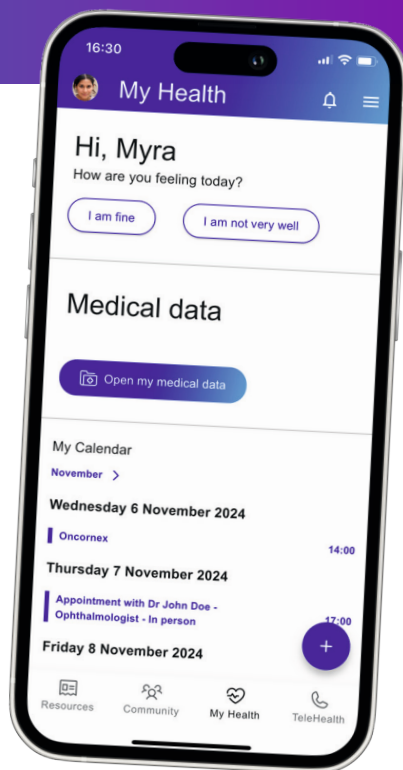 16:30
My Health
Hi, Myra
How are you feeling today?
I am fine
I am not very well
Medical data
Open my medical data
My Calendar
November >
Wednesday 6 November 2024
Oncornex
14:00
Thursday 7 November 2024
Appointment with Dr John Doe -
Ophthalmologist - In person
17:00
Friday 8 November 2024
+
Resources
Community
My Health
TeleHealth